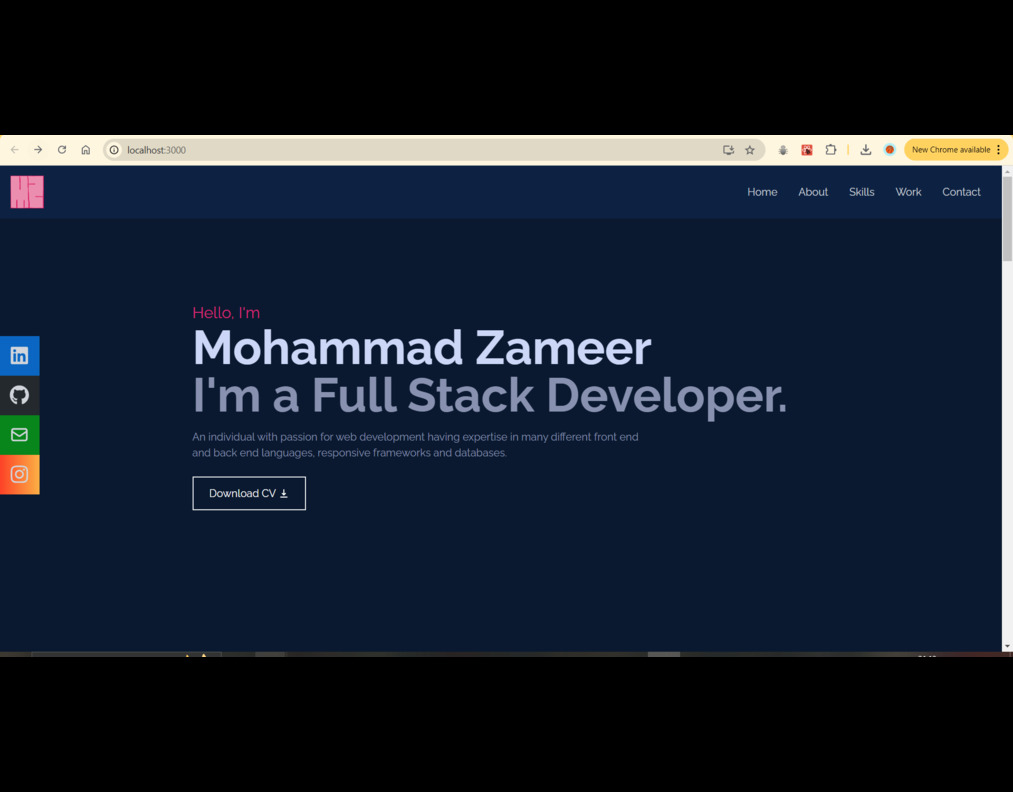 localhost:3000
New Chrome available
Home About Skills Work Contact
Hello, I'm
Mohammad Zameer
I'm a Full Stack Developer.
An individual with passion for web development having expertise in many different front end
and back end languages, responsive frameworks and databases.
Download CV
in